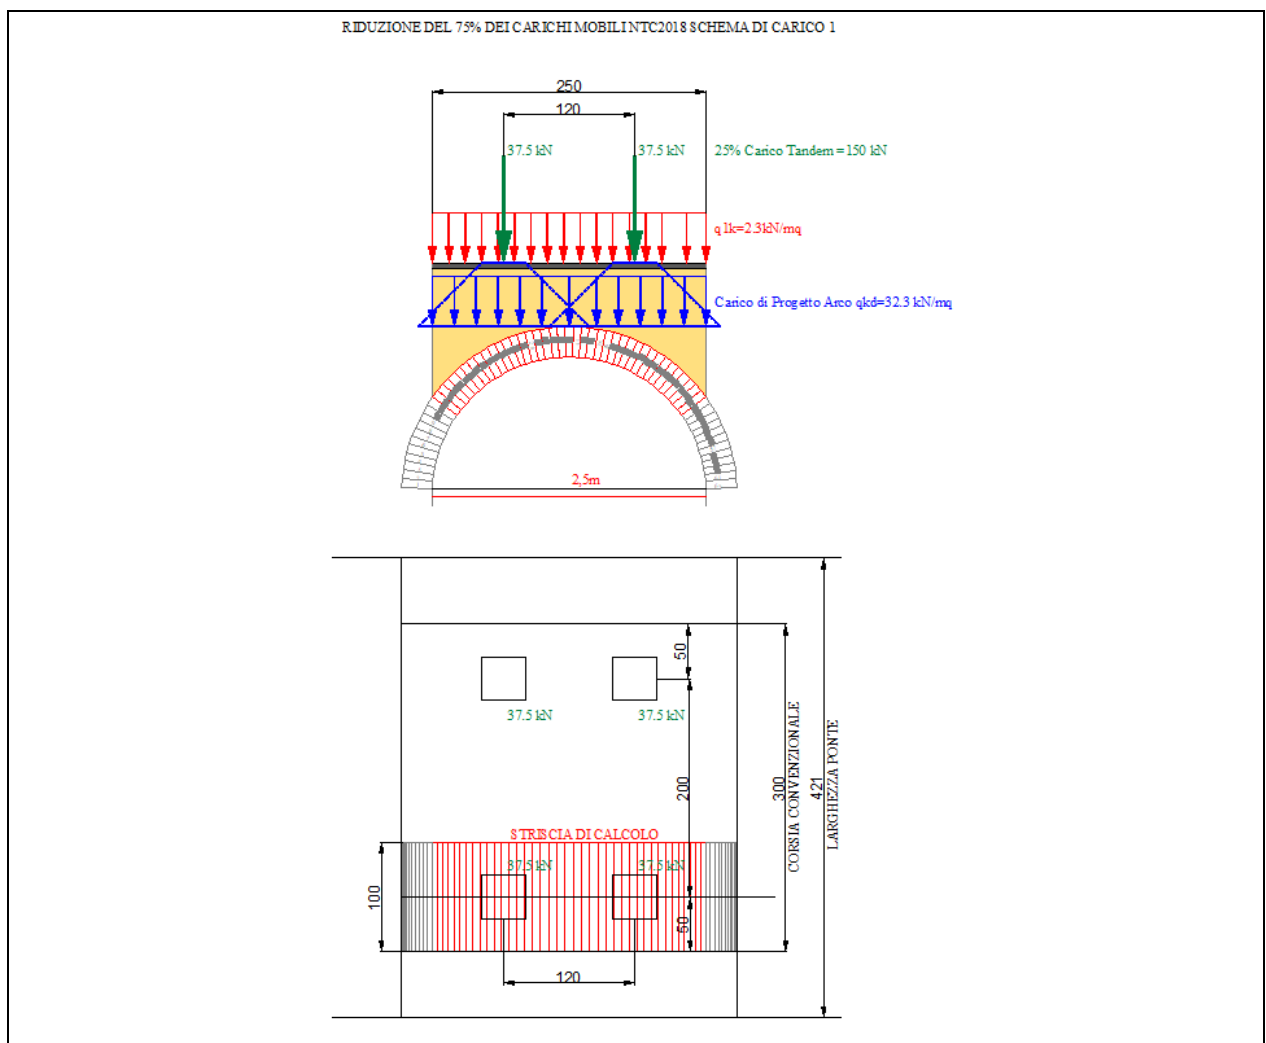 RIDUZIONE DEL 75% DEI CARICHI MOBILI NTC2018 SCHEMA DI CARICO 1
250
120
37.5 kN
37.5 kN
25% Carico Tandem =150 kN
q1k=2.3kN/mq
Carico di Progetto Arco qkd=32.3 kN/mq
2,5m
50
37.5 kN
37.5 kN
200
300
CORSIA CONVENZIONALE
421
LARGHEZZA PONTE
STRISCIA DI CALCOLO
37.5 kN
37.5 kN
100
50
120